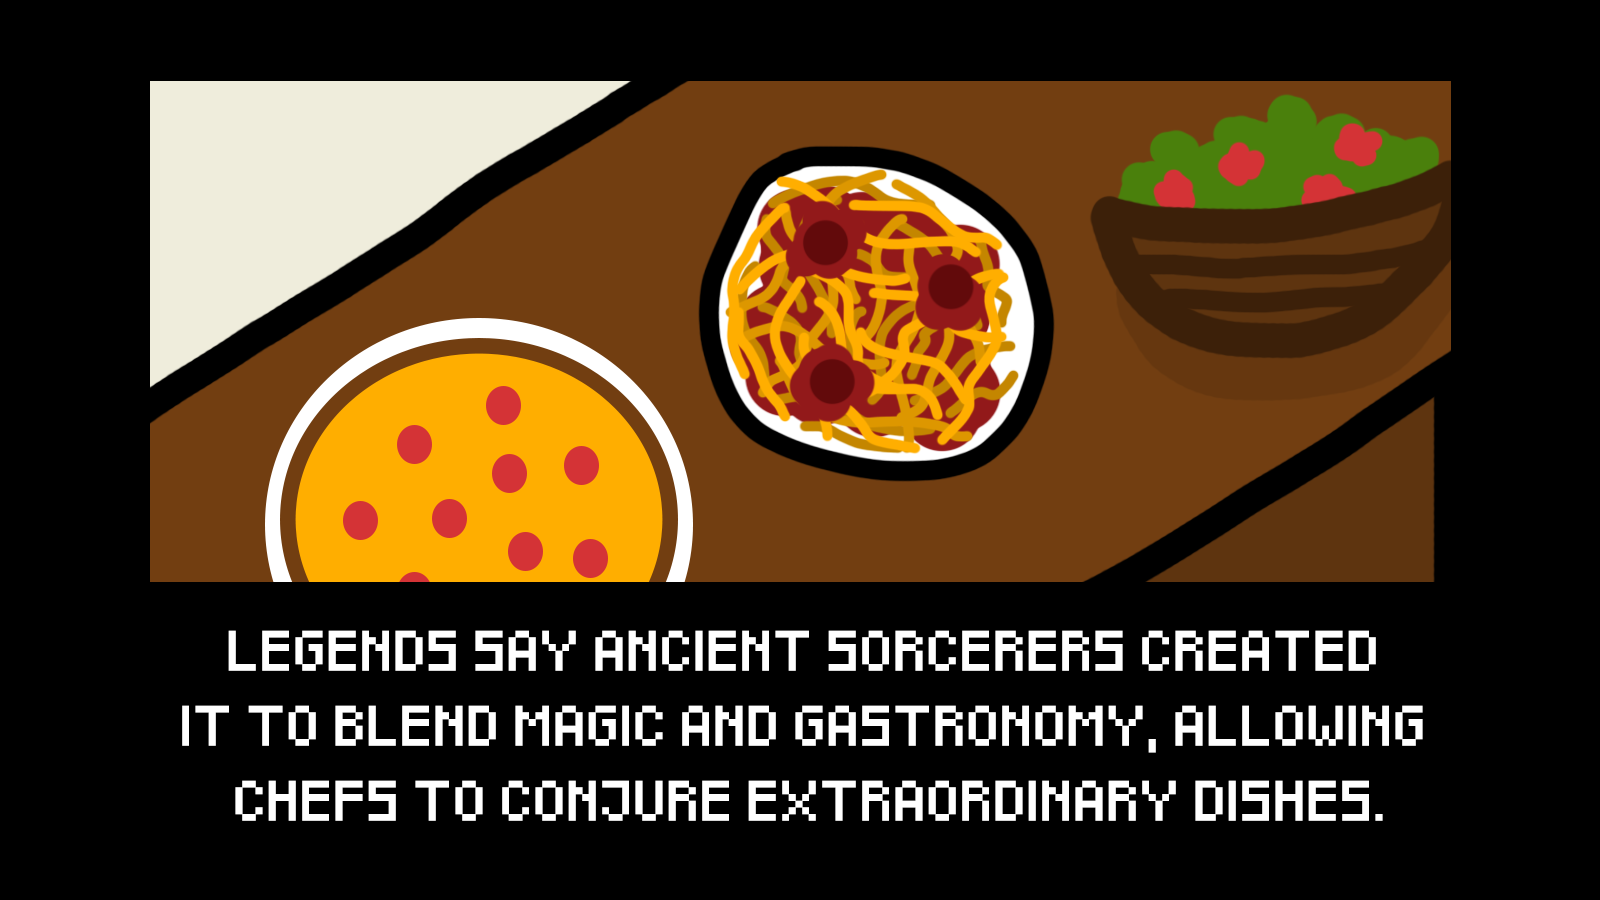 LEGENDS SAY ANCIENT SORCERERS CREATED
IT TO BLEND MAGIC AND GASTRONOMY, ALLOWING
CHEFS TO CONJURE EXTRAORDINARY DISHES.